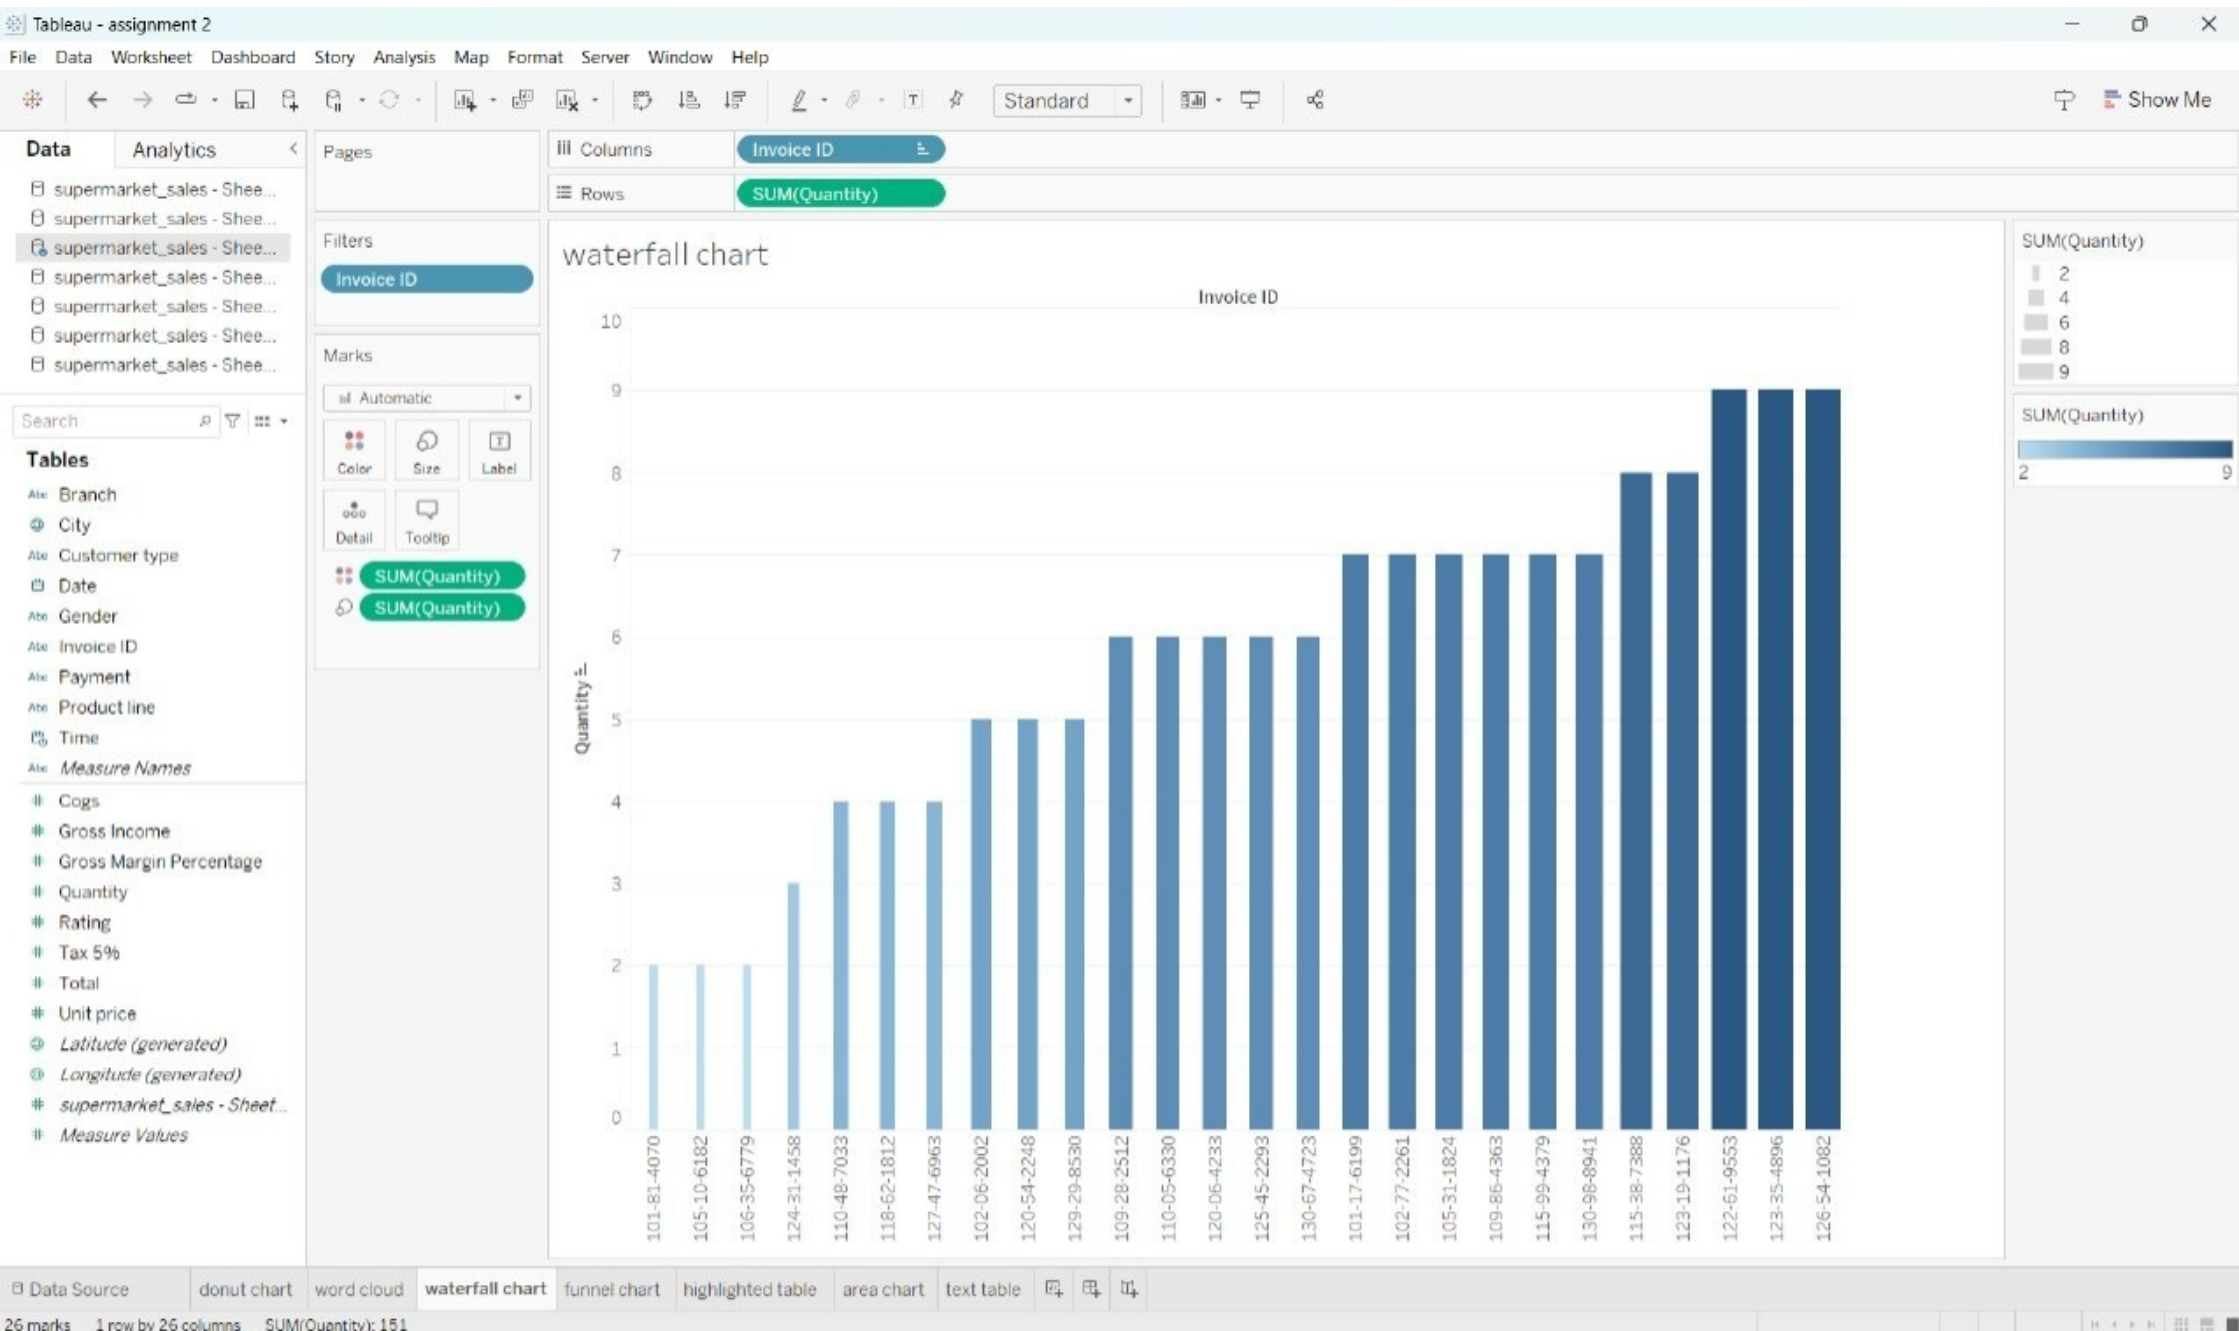 Tableau - assignment 2
File Data Worksheet Dashboard Story Analysis Map Format Server Window Help
Standard
Show Me
Data Analytics
supermarket_sales - Shee...
supermarket_sales - Shee...
supermarket_sales - Shee...
supermarket_sales - Shee...
supermarket_sales - Shee...
supermarket_sales - Shee...
supermarket_sales - Shee...
Search
Tables
Abc Branch
City
Abc Customer type
Date
Abc Gender
Abc Invoice ID
Abc Payment
Abc Product line
Time
Abc Measure Names
# Cogs
# Gross Income
# Gross Margin Percentage
# Quantity
# Rating
# Tax 5%
# Total
# Unit price
Latitude (generated)
Longitude (generated)
# supermarket_sales - Sheet...
# Measure Values
Pages
Filters
Invoice ID
Marks
Automatic
Color Size Label
Detail Tooltip
SUM(Quantity)
SUM(Quantity)
Columns Invoice ID
Rows SUM(Quantity)
waterfall chart
Invoice ID
10
9
8
7
6
5
4
3
2
1
0
Quantity
101-81-4070
105-10-6182
106-35-6779
124-31-1458
110-48-7033
118-62-1812
127-47-6963
102-06-2002
120-54-2248
129-29-8530
109-28-2512
110-05-6330
120-06-4233
125-45-2293
130-67-4723
101-17-6199
102-77-2261
105-31-1824
109-86-4363
115-99-4379
130-98-8941
115-38-7388
123-19-1176
122-61-9553
123-35-4896
126-54-1082
SUM(Quantity)
2
4
6
8
9
SUM(Quantity)
2 9
Data Source donut chart word cloud waterfall chart funnel chart highlighted table area chart text table
26 marks 1 row by 26 columns SUM(Quantity): 151